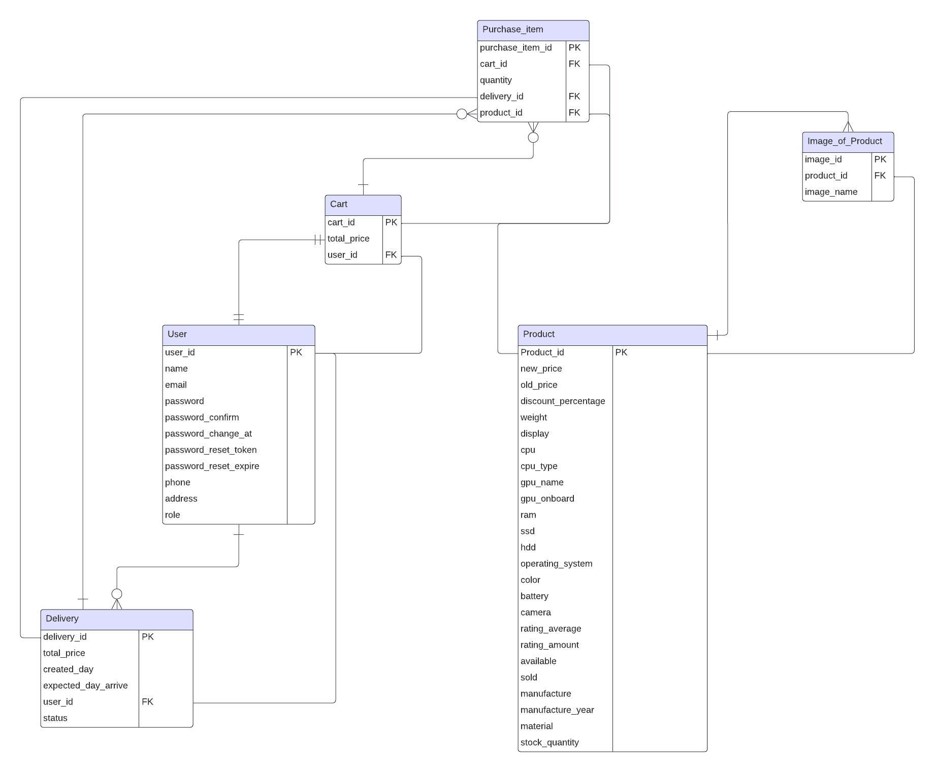 Purchase_item
purchase_item_id PK
cart_id FK
quantity
delivery_id FK
product_id FK
Image_of_Product
image_id PK
product_id FK
image_name
Cart
cart_id PK
total_price
user_id FK
User
user_id PK
name
email
password
password_confirm
password_change_at
password_reset_token
password_reset_expire
phone
address
role
Product
Product_id PK
new_price
old_price
discount_percentage
weight
display
cpu
cpu_type
gpu_name
gpu_onboard
ram
ssd
hdd
operating_system
color
battery
camera
rating_average
rating_amount
available
sold
manufacture
manufacture_year
material
stock_quantity
Delivery
delivery_id PK
total_price
created_day
expected_day_arrive
user_id FK
status